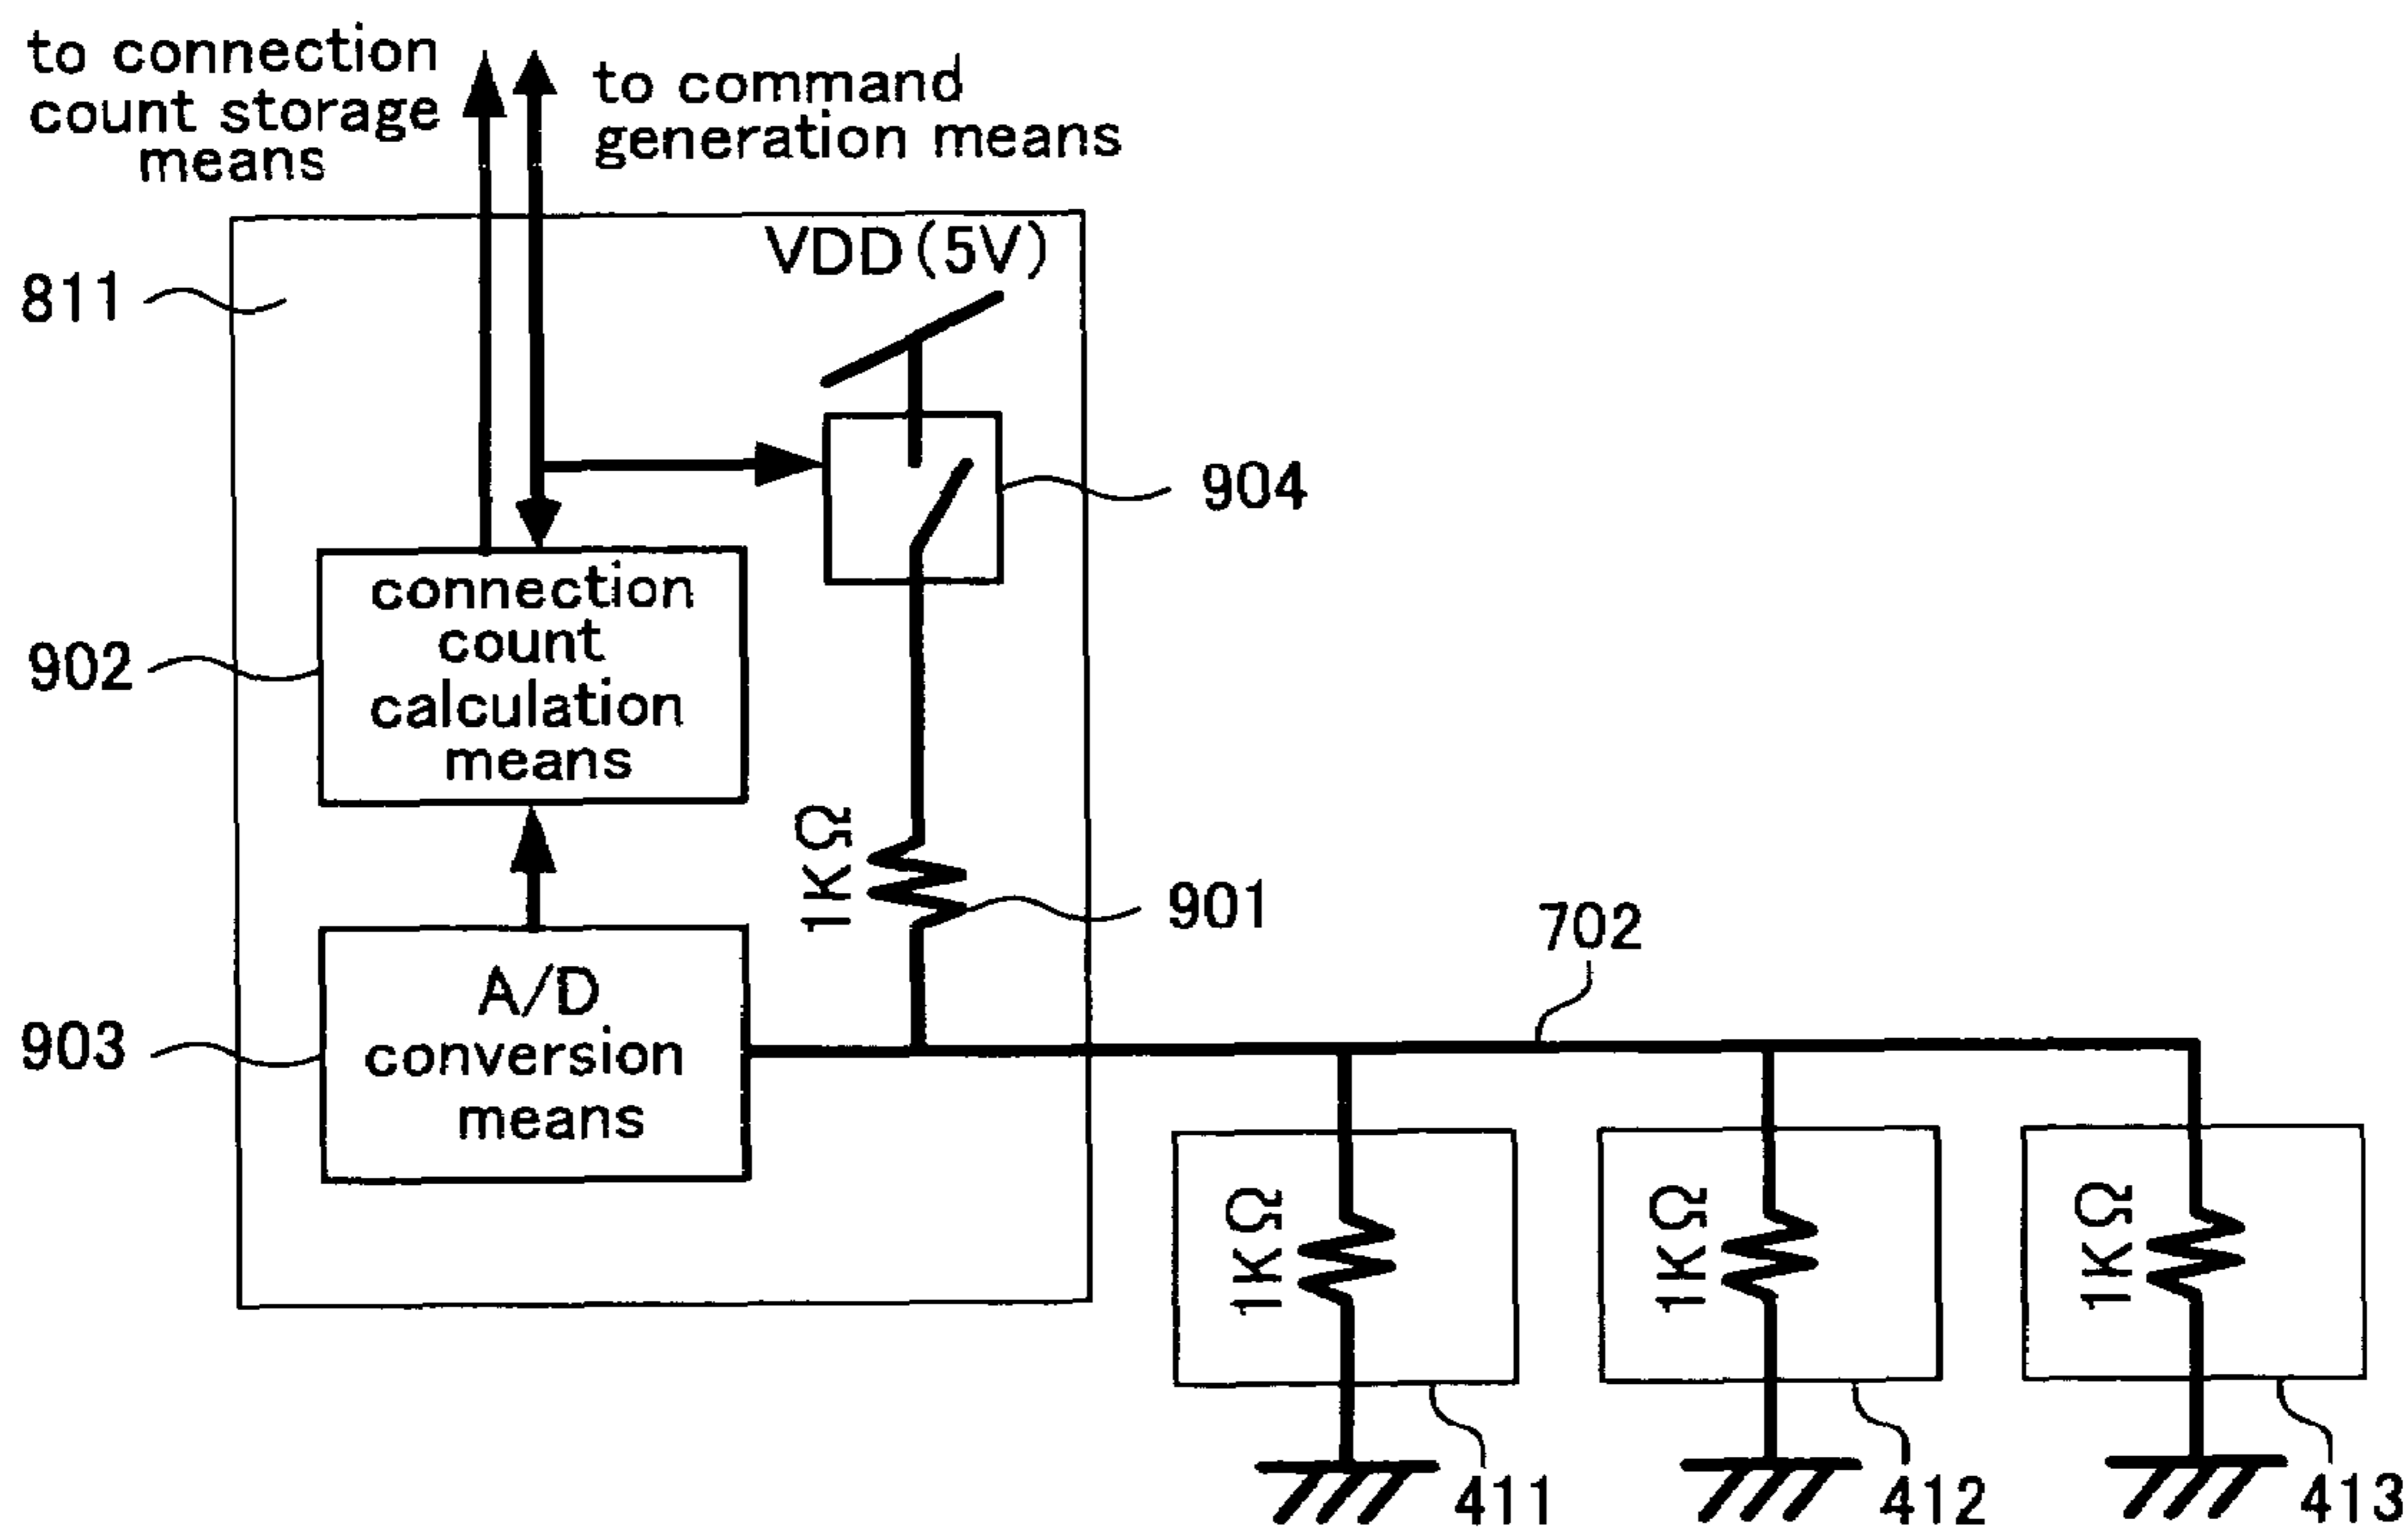 to connection
count storage
means
to command
generation means
VDD(5V)
811
904
connection
count
calculation
means
902
1KΩ
901
702
A/D
conversion
means
903
1KΩ
1KΩ
1KΩ
411
412
413